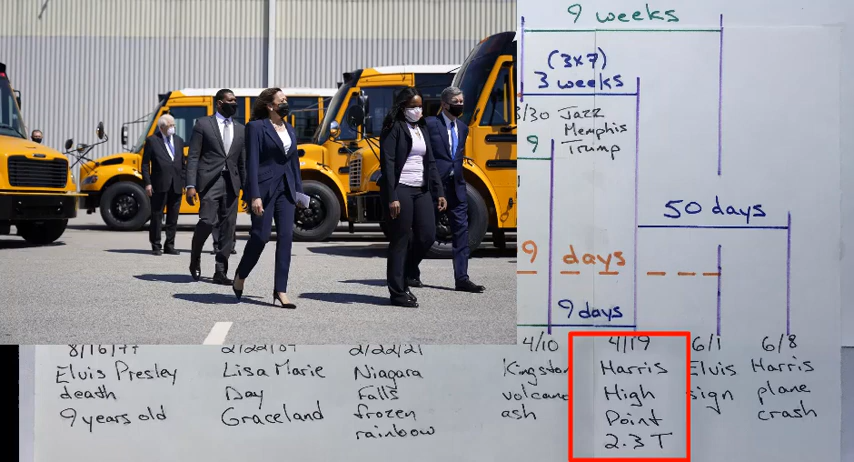 9 weeks
(3x7)
3 weeks
3/30 Jazz
Memphis
Trump
9
50 days
9 days
9 days
8/16/77
Elvis Presley
death
9 years old
Lisa Marie
Day
Graceland
2/22/21
Niagara
Falls
frozen
rainbow
4/10
Kingston
volcano
ash
4/19
Harris
High
Point
2.3 T
6/1
Elvis
sign
6/8
Harris
plane
crash